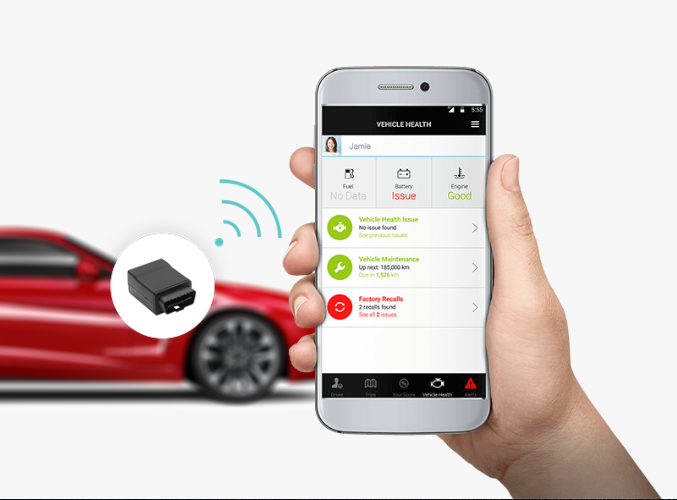 5:55
VEHICLE HEALTH
Jamie
Fuel
Battery
Engine
No Data
Issue
Good
Vehicle Health Issue
No issue found
See previous issues
Vehicle Maintenance
Up next: 185,000 km
Due in 1,526 km
Factory Recalls
2 recalls found
See all 2 issues
Driver
Trips
Your Score
Vehicle Health
Alerts